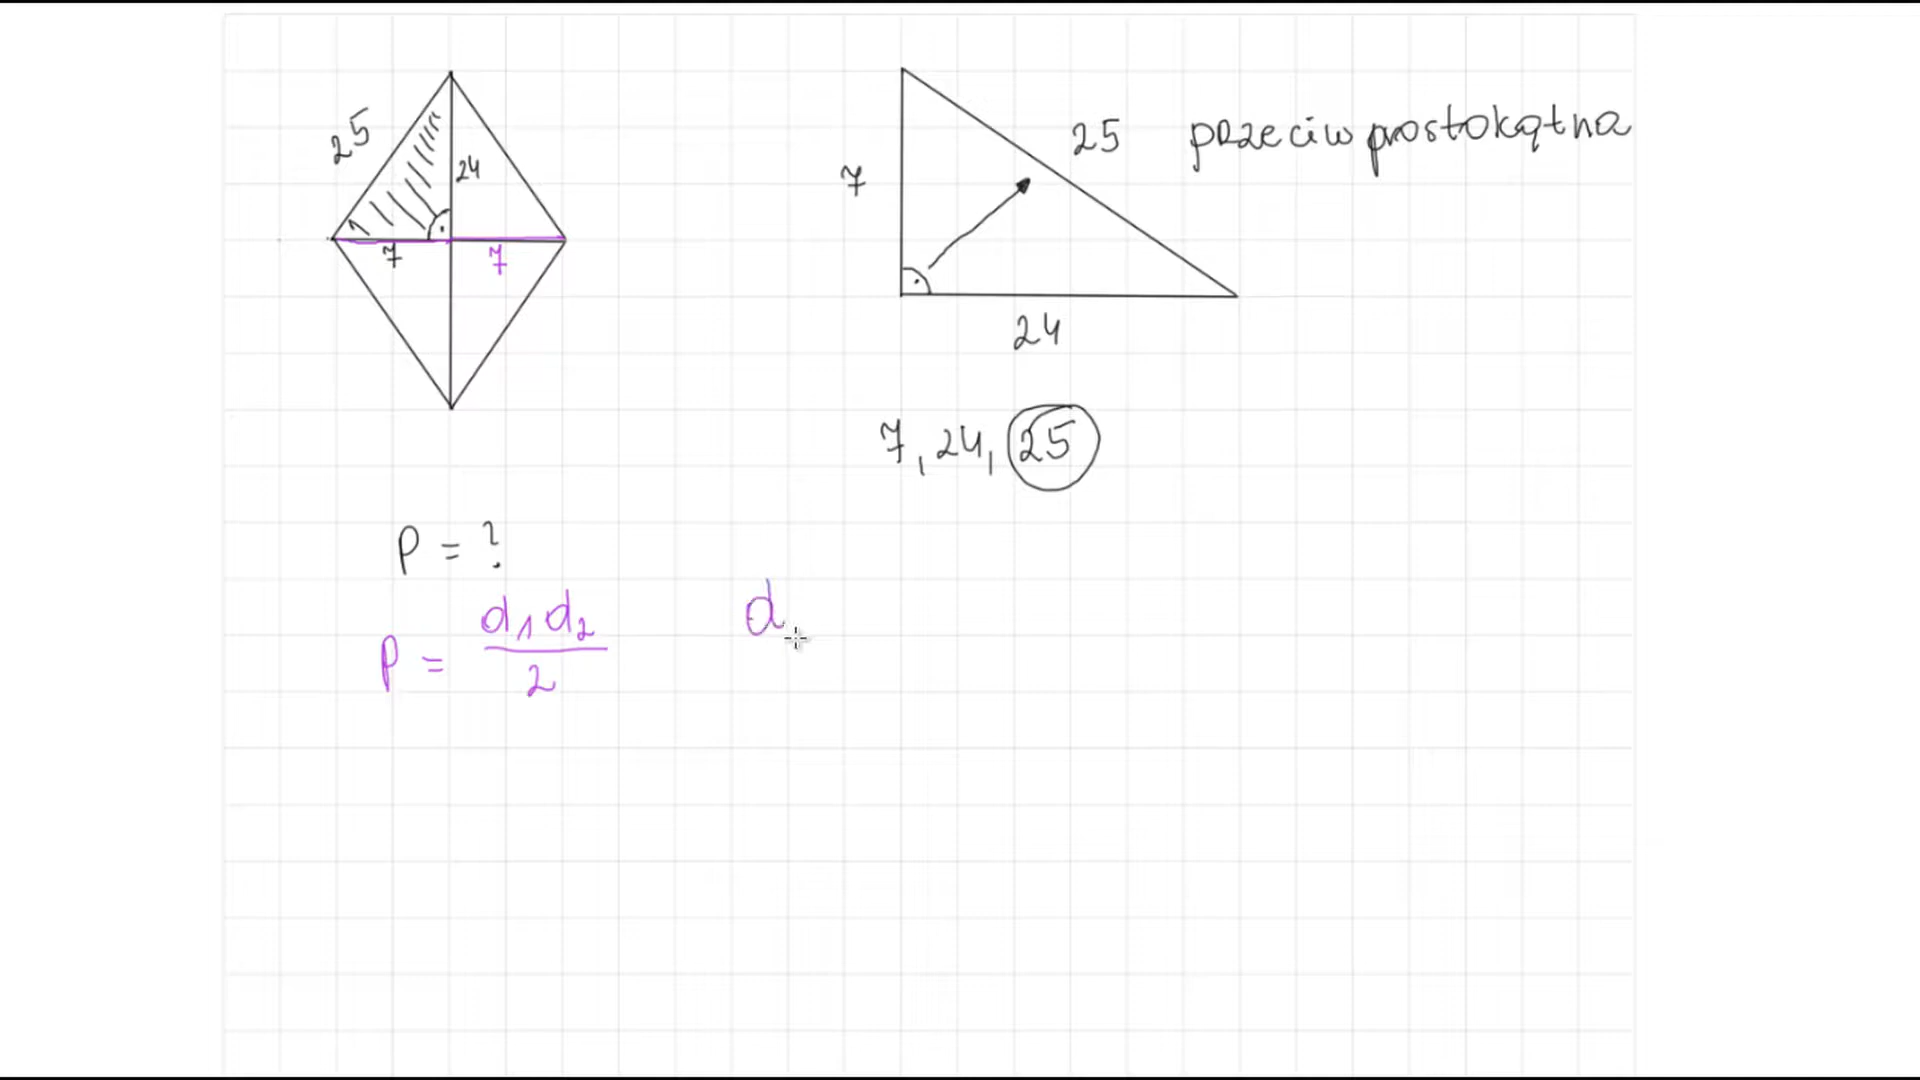 25
24
7
7
7
25 przeciwprostokątna
24
7, 24, 25
P = ?
P = d₁d₂/2
d